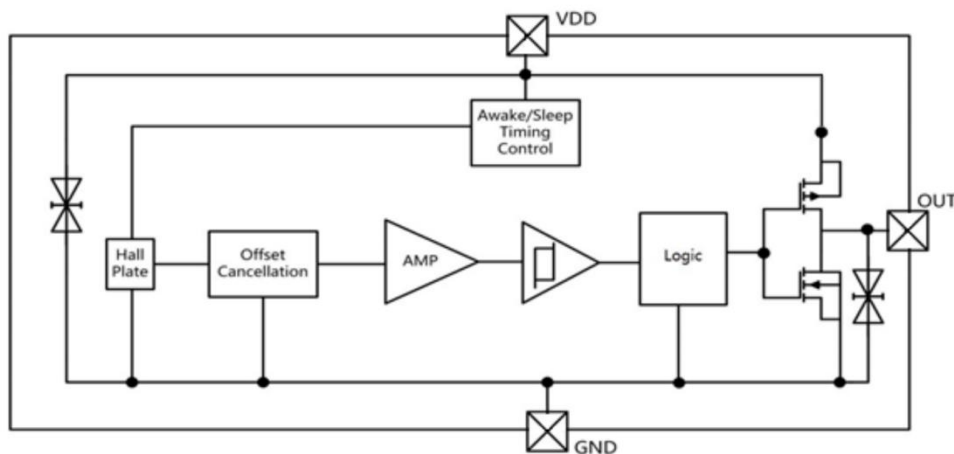 VDD
Awake/Sleep
Timing
Control
OUT
Hall
Plate
Offset
Cancellation
AMP
Logic
GND